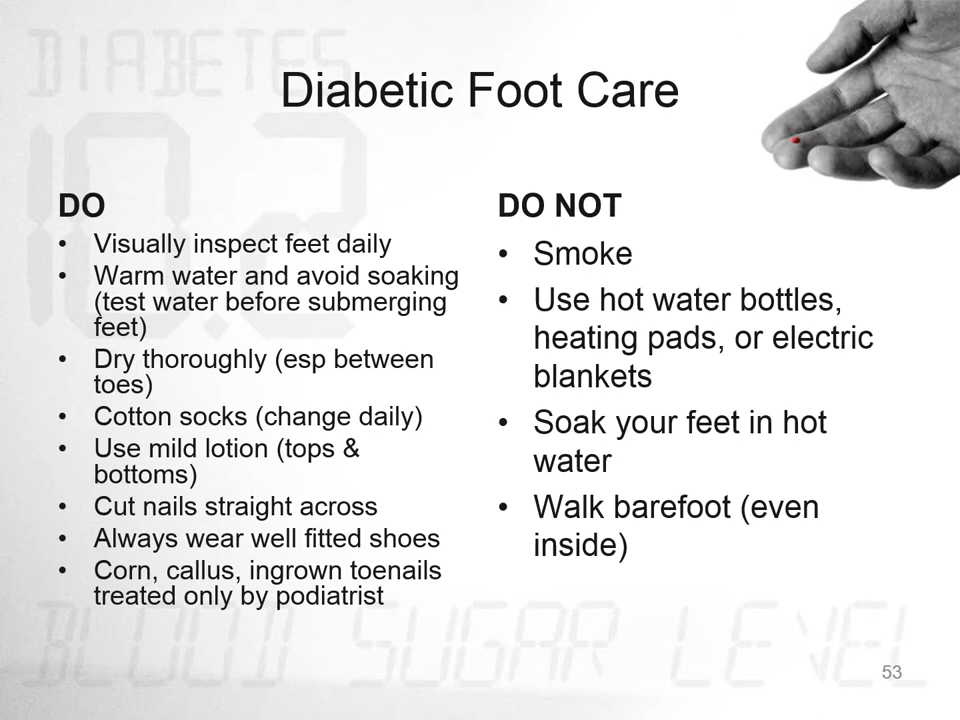 DIABETES
10.2
Diabetic Foot Care
DO
• Visually inspect feet daily
• Warm water and avoid soaking
(test water before submerging
feet)
• Dry thoroughly (esp between
toes)
• Cotton socks (change daily)
• Use mild lotion (tops &
bottoms)
• Cut nails straight across
• Always wear well fitted shoes
• Corn, callus, ingrown toenails
treated only by podiatrist
DO NOT
• Smoke
• Use hot water bottles,
heating pads, or electric
blankets
• Soak your feet in hot
water
• Walk barefoot (even
inside)
BLOOD SUGAR LEVEL
53